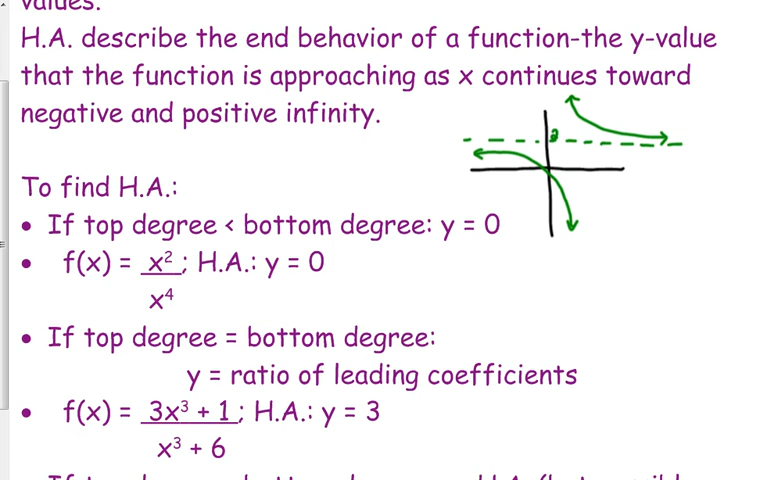 values.
H.A. describe the end behavior of a function-the y-value
that the function is approaching as x continues toward
negative and positive infinity.
2
To find H.A.:
• If top degree < bottom degree: y = 0
• f(x) = x² ; H.A.: y = 0
x⁴
• If top degree = bottom degree:
y = ratio of leading coefficients
• f(x) = 3x³ + 1 ; H.A.: y = 3
x³ + 6